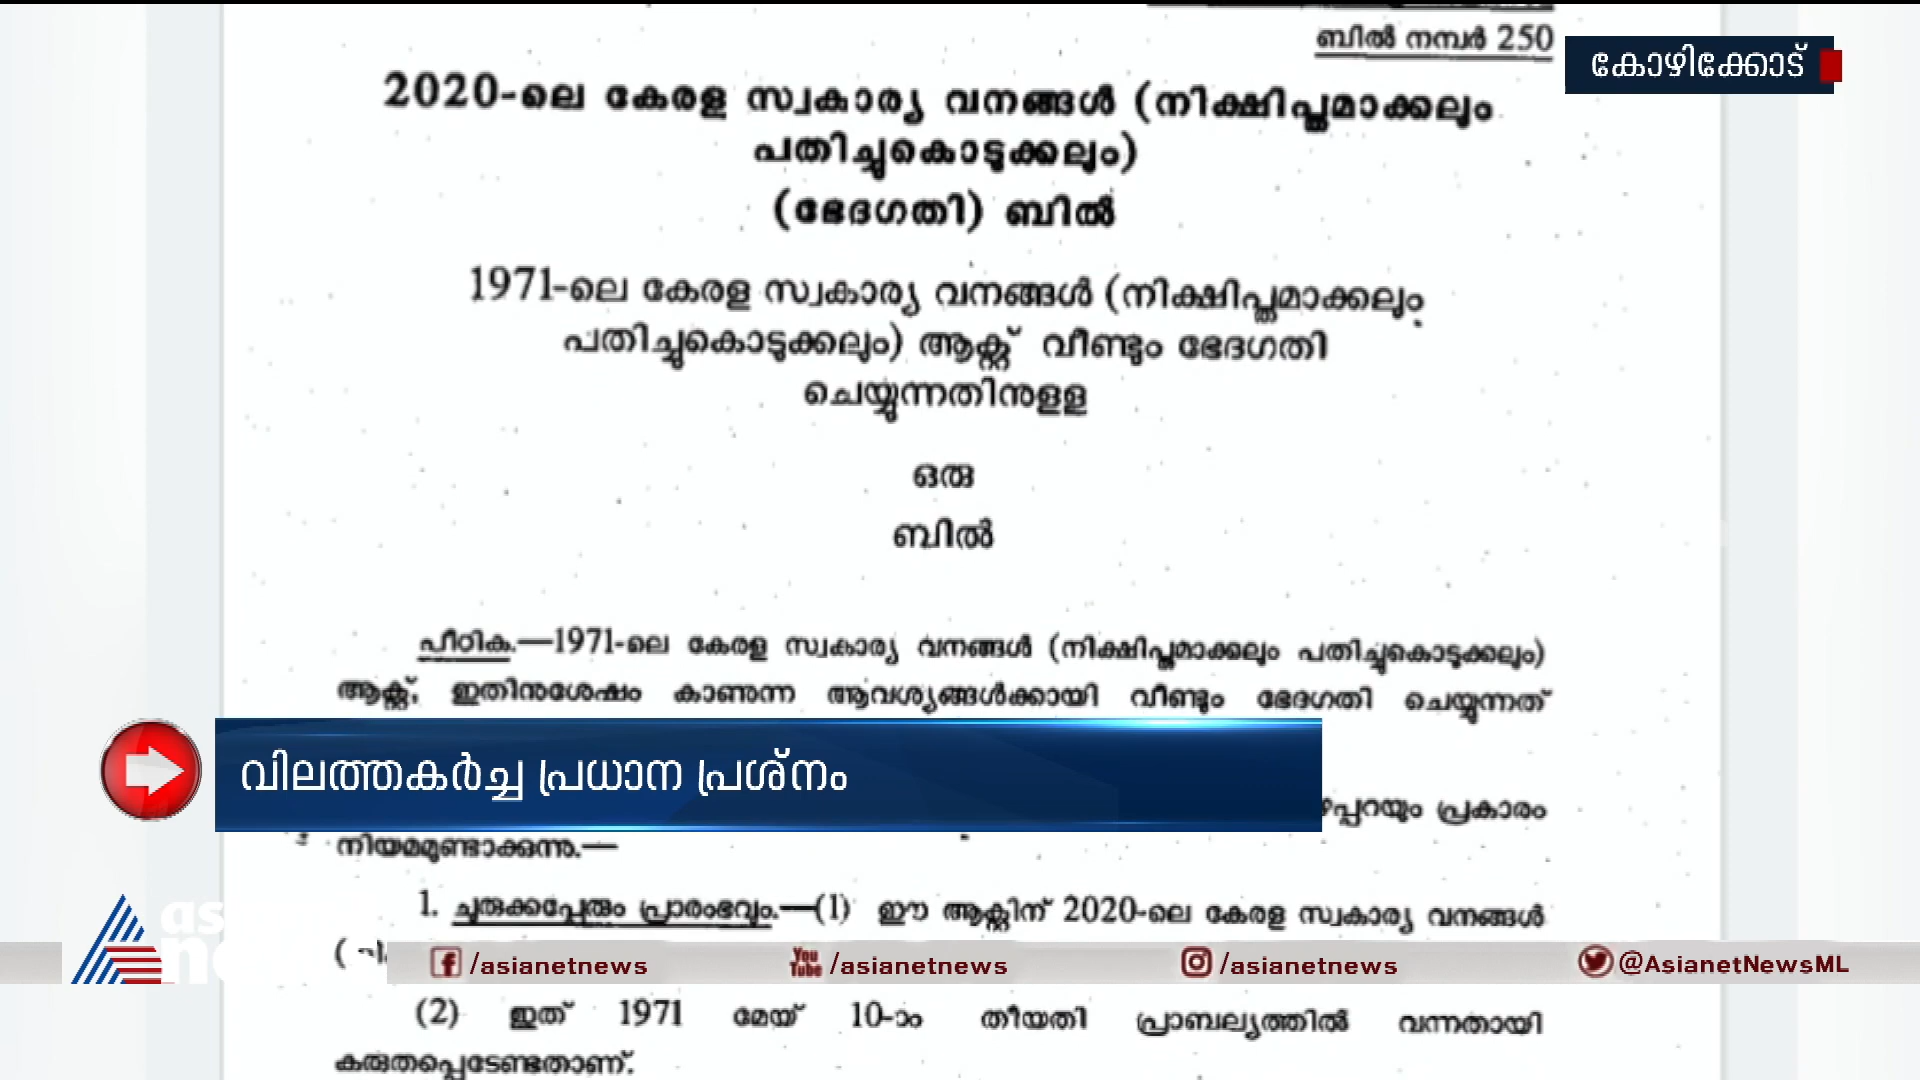 ബിൽ നമ്പർ 250
കോഴിക്കോട്
2020-ലെ കേരള സ്വകാര്യ വനങ്ങൾ (നിക്ഷിപ്തമാക്കലും
പതിച്ചുകൊടുക്കലും)
(ഭേദഗതി) ബിൽ
1971-ലെ കേരള സ്വകാര്യ വനങ്ങൾ (നിക്ഷിപ്തമാക്കലും
പതിച്ചുകൊടുക്കലും) ആക്റ്റ് വീണ്ടും ഭേദഗതി
ചെയ്യുന്നതിനുളള
ഒരു
ബിൽ
പീഠിക.—1971-ലെ കേരള സ്വകാര്യ വനങ്ങൾ (നിക്ഷിപ്തമാക്കലും പതിച്ചുകൊടുക്കലും)
ആക്റ്റ്, ഇതിനുശേഷം കാണുന്ന ആവശ്യങ്ങൾക്കായി വീണ്ടും ഭേദഗതി ചെയ്യുന്നത്
വിലത്തകർച്ച പ്രധാന പ്രശ്നം
പ്രകാരം
നിയമമുണ്ടാക്കുന്നു.—
1. ചുരുക്കപ്പേരും പ്രാരംഭവും.—(1) ഈ ആക്റ്റിന് 2020-ലെ കേരള സ്വകാര്യ വനങ്ങൾ
/asianetnews /asianetnews /asianetnews @AsianetNewsML
(2) ഇത് 1971 മേയ് 10-ാം തീയതി പ്രാബല്യത്തിൽ വന്നതായി
കരുതപ്പെടേണ്ടതാണ്.